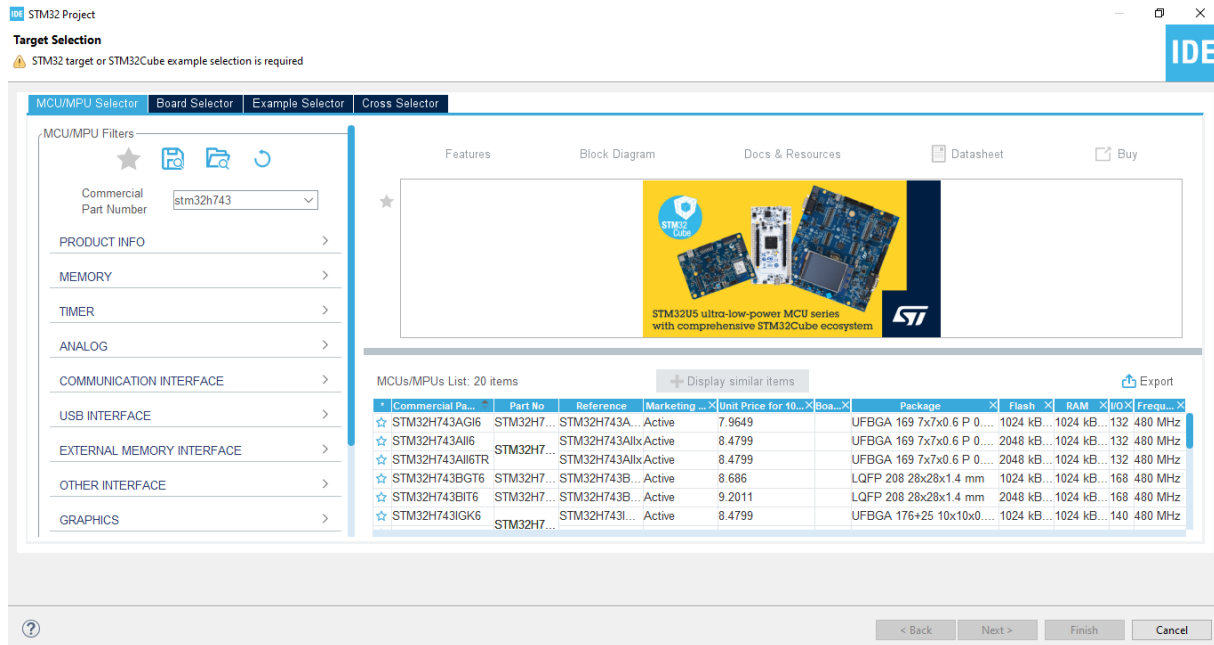 IDE STM32 Project
Target Selection
STM32 target or STM32Cube example selection is required
IDE
MCU/MPU Selector Board Selector Example Selector Cross Selector
MCU/MPU Filters
Commercial Part Number stm32h743
PRODUCT INFO
MEMORY
TIMER
ANALOG
COMMUNICATION INTERFACE
USB INTERFACE
EXTERNAL MEMORY INTERFACE
OTHER INTERFACE
GRAPHICS
Features Block Diagram Docs & Resources Datasheet Buy
STM32
Cube
STM32U5 ultra-low-power MCU series
with comprehensive STM32Cube ecosystem
ST
MCUs/MPUs List: 20 items + Display similar items Export
* Commercial Pa... Part No Reference Marketing ... Unit Price for 10... Boa... Package Flash RAM I/O Frequ...
STM32H743AGI6 STM32H7... STM32H743A... Active 7.9649 UFBGA 169 7x7x0.6 P 0.... 1024 kB... 1024 kB... 132 480 MHz
STM32H743AII6 STM32H7... STM32H743AIIx Active 8.4799 UFBGA 169 7x7x0.6 P 0.... 2048 kB... 1024 kB... 132 480 MHz
STM32H743AII6TR STM32H743AIIx Active 8.4799 UFBGA 169 7x7x0.6 P 0.... 2048 kB... 1024 kB... 132 480 MHz
STM32H743BGT6 STM32H7... STM32H743B... Active 8.686 LQFP 208 28x28x1.4 mm 1024 kB... 1024 kB... 168 480 MHz
STM32H743BIT6 STM32H7... STM32H743B... Active 9.2011 LQFP 208 28x28x1.4 mm 2048 kB... 1024 kB... 168 480 MHz
STM32H743IGK6 STM32H7... STM32H743I... Active 8.4799 UFBGA 176+25 10x10x0.... 1024 kB... 1024 kB... 140 480 MHz
? < Back Next > Finish Cancel